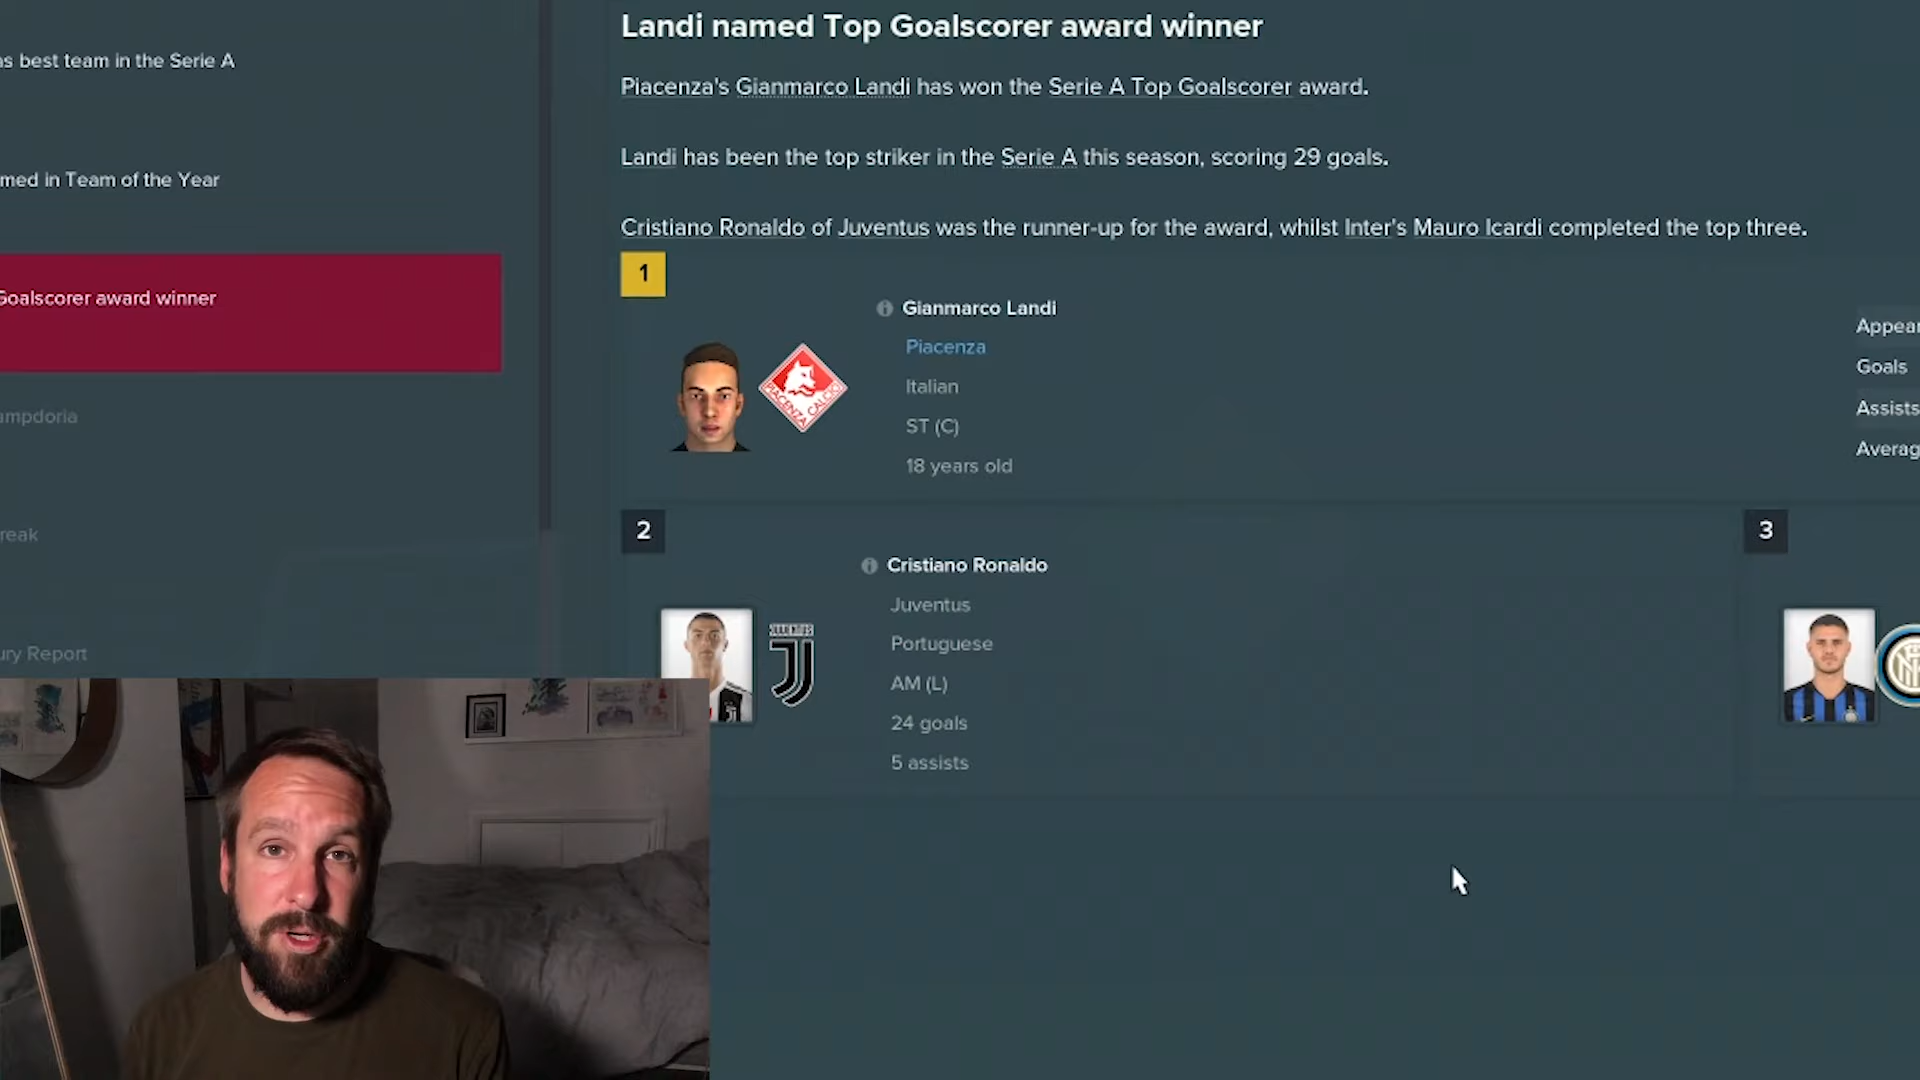 Landi named Top Goalscorer award winner
as best team in the Serie A
Piacenza's Gianmarco Landi has won the Serie A Top Goalscorer award.
Landi has been the top striker in the Serie A this season, scoring 29 goals.
med in Team of the Year
Cristiano Ronaldo of Juventus was the runner-up for the award, whilst Inter's Mauro Icardi completed the top three.
1
Goalscorer award winner
Gianmarco Landi
Piacenza
Italian
ST (C)
18 years old
PIACENZA CALCIO
Appear
Goals
Assists
Averag
ampdoria
reak
ury Report
2
Cristiano Ronaldo
Juventus
Portuguese
AM (L)
24 goals
5 assists
JUVENTUS
3